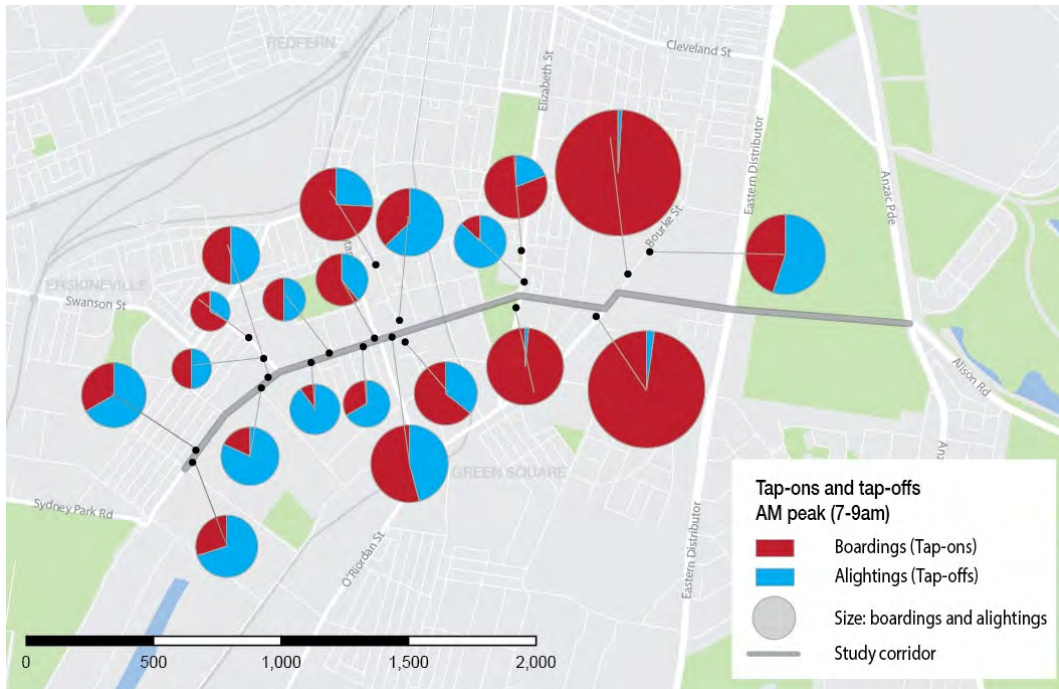 REDFERN
Cleveland St
Elizabeth St
Eastern Distributor
Anzac Pde
Bourke St
ERSKINEVILLE
Swanson St
Alison Rd
GREEN SQUARE
Sydney Park Rd
O'Riordan St
Eastern Distributor
Tap-ons and tap-offs
AM peak (7-9am)
Boardings (Tap-ons)
Alightings (Tap-offs)
Size: boardings and alightings
Study corridor
0 500 1,000 1,500 2,000